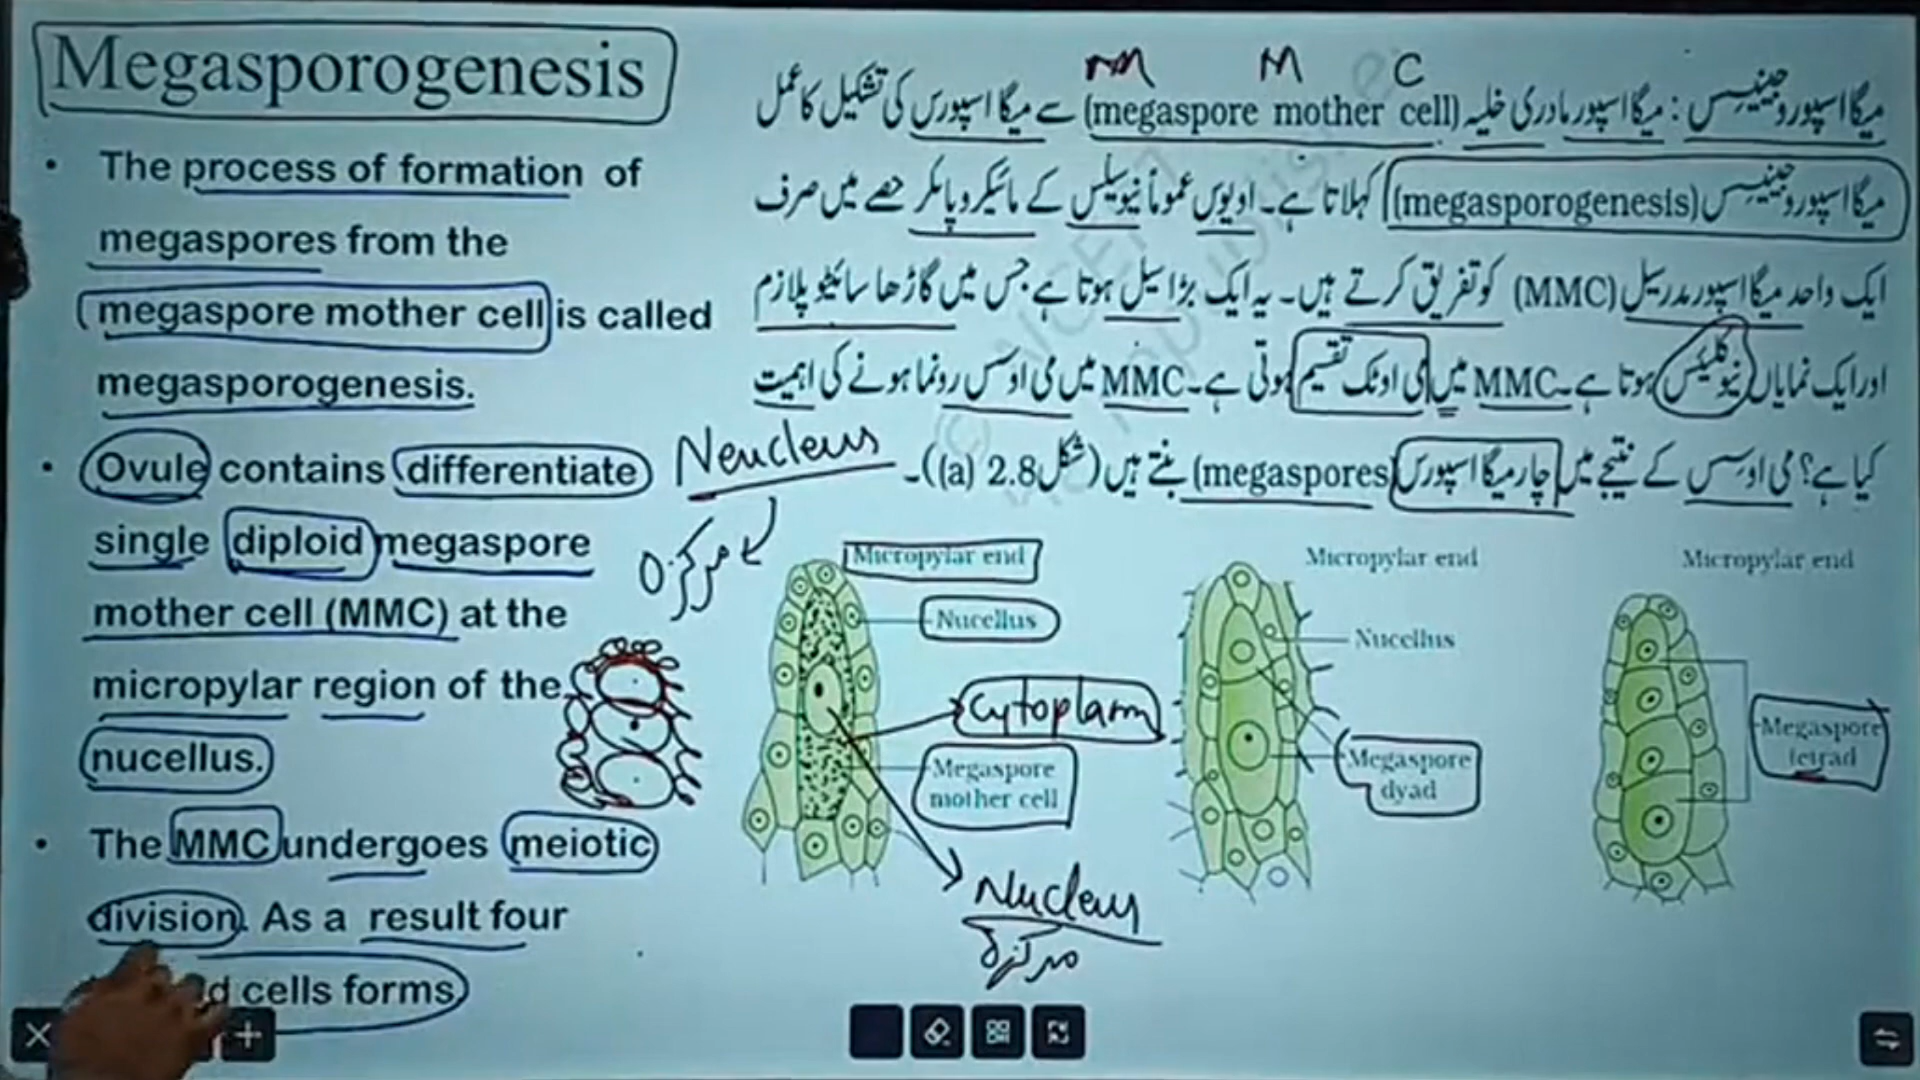 Megasporogenesis
• The process of formation of
megaspores from the
megaspore mother cell is called
megasporogenesis.
• Ovule contains differentiate
single diploid megaspore
mother cell (MMC) at the
micropylar region of the
nucellus.
• The MMC undergoes meiotic
division. As a result four
cells forms
M M C
میگا اسپوروجینیسس : میگا اسپور مادری خلیہ (megaspore mother cell) سے میگا اسپورس کی تشکیل کا عمل
میگا اسپوروجینیسس (megasporogenesis) کہلاتا ہے۔ اوویوس عموماً نیوسیلس کے مائیکروپائلر حصے میں صرف
ایک واحد میگا اسپور مدر سیل (MMC) کو تفریق کرتے ہیں۔ یہ ایک بڑا سیل ہوتا ہے جس میں گاڑھا سائیٹو پلازم
اور ایک نمایاں نیوکلیئس ہوتا ہے۔ MMC میں می اوٹک تقسیم ہوتی ہے۔ MMC میں می اوسس رونما ہونے کی اہمیت
کیا ہے؟ می اوسس کے نتیجے میں چار میگا اسپورس (megaspores) بنتے ہیں (شکل 2.8 (a))۔
Neucleus
مرکزہ
Micropylar end
Nucellus
Cytoplasm
Megaspore
mother cell
Nucleus
مرکزہ
Micropylar end
Nucellus
Megaspore
dyad
Micropylar end
Megaspore
tetrad